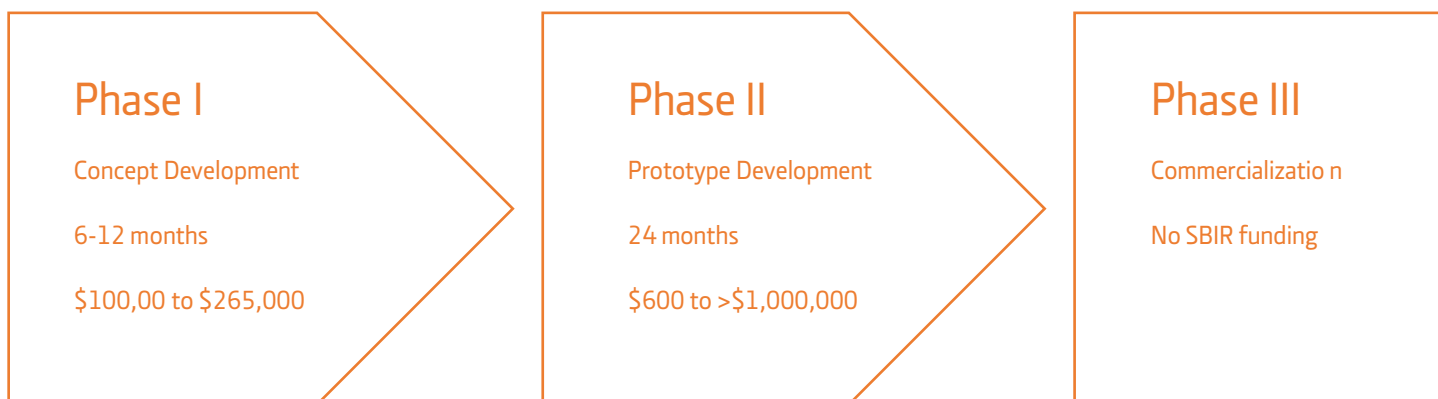 Phase I
Concept Development
6-12 months
$100,00 to $265,000
Phase II
Prototype Development
24 months
$600 to >$1,000,000
Phase III
Commercializatio n
No SBIR funding